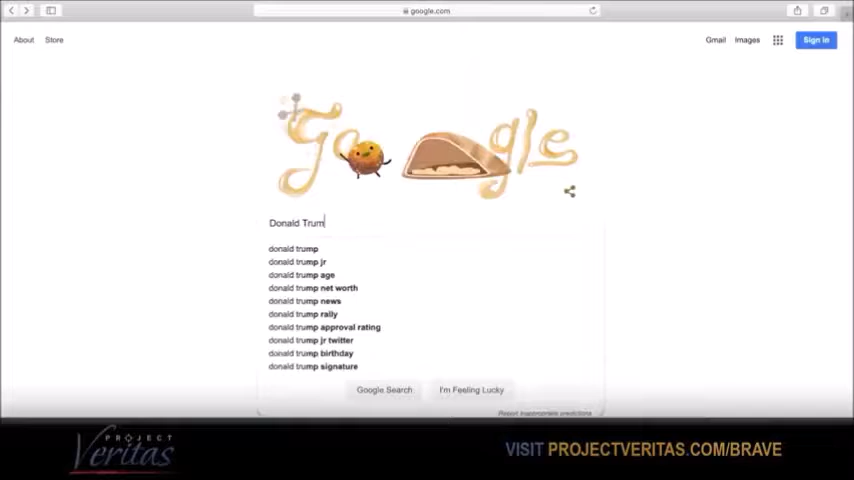 google.com
About Store Gmail Images Sign in
Google
Donald Trum
donald trump
donald trump jr
donald trump age
donald trump net worth
donald trump news
donald trump rally
donald trump approval rating
donald trump jr twitter
donald trump birthday
donald trump signature
Google Search I'm Feeling Lucky
Report inappropriate predictions
PROJECT
Veritas
VISIT PROJECTVERITAS.COM/BRAVE